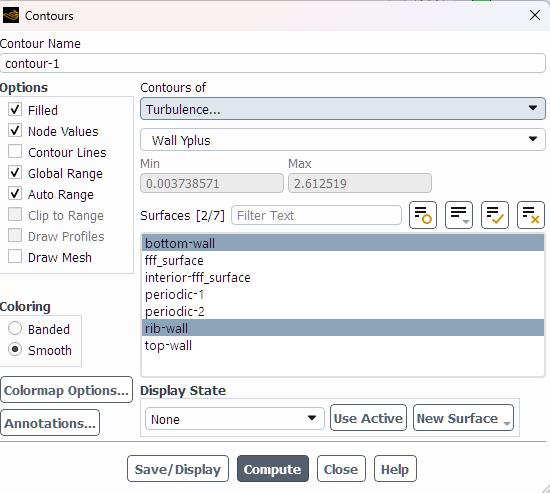 Contours
Contour Name
contour-1
Options
Contours of
Filled
Turbulence...
Node Values
Wall Yplus
Contour Lines
Min
Max
Global Range
0.003738571
2.612519
Auto Range
Clip to Range
Surfaces [2/7]
Filter Text
Draw Profiles
Draw Mesh
bottom-wall
fff_surface
interior-fff_surface
periodic-1
periodic-2
rib-wall
top-wall
Coloring
Banded
Smooth
Colormap Options...
Display State
Annotations...
None
Use Active
New Surface
Save/Display
Compute
Close
Help